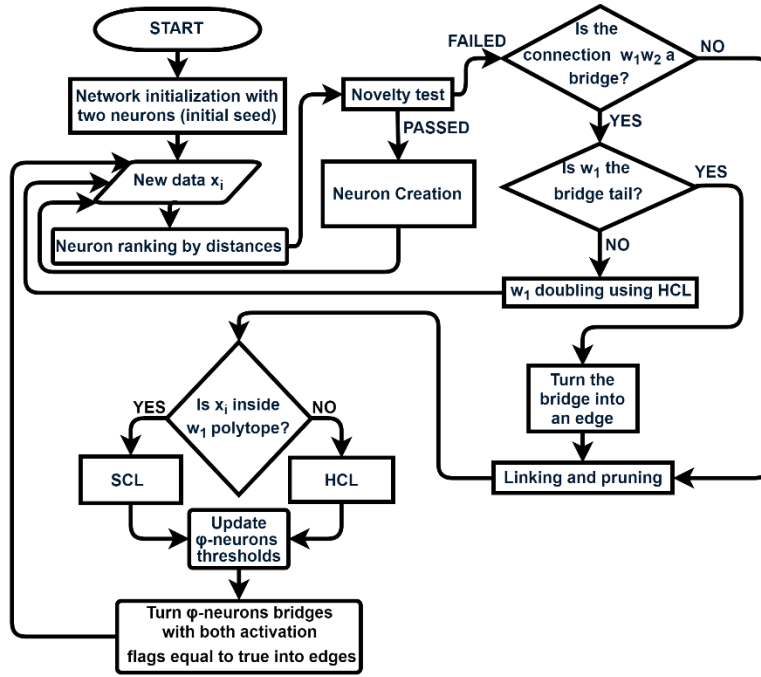 START
Network initialization with
two neurons (initial seed)
New data xi
Neuron ranking by distances
Novelty test
FAILED
PASSED
Neuron Creation
Is the
connection w1w2 a
bridge?
NO
YES
Is w1 the
bridge tail?
YES
NO
w1 doubling using HCL
Turn the
bridge into
an edge
Linking and pruning
Is xi inside
w1 polytope?
YES
NO
SCL
HCL
Update
φ-neurons
thresholds
Turn φ-neurons bridges
with both activation
flags equal to true into edges